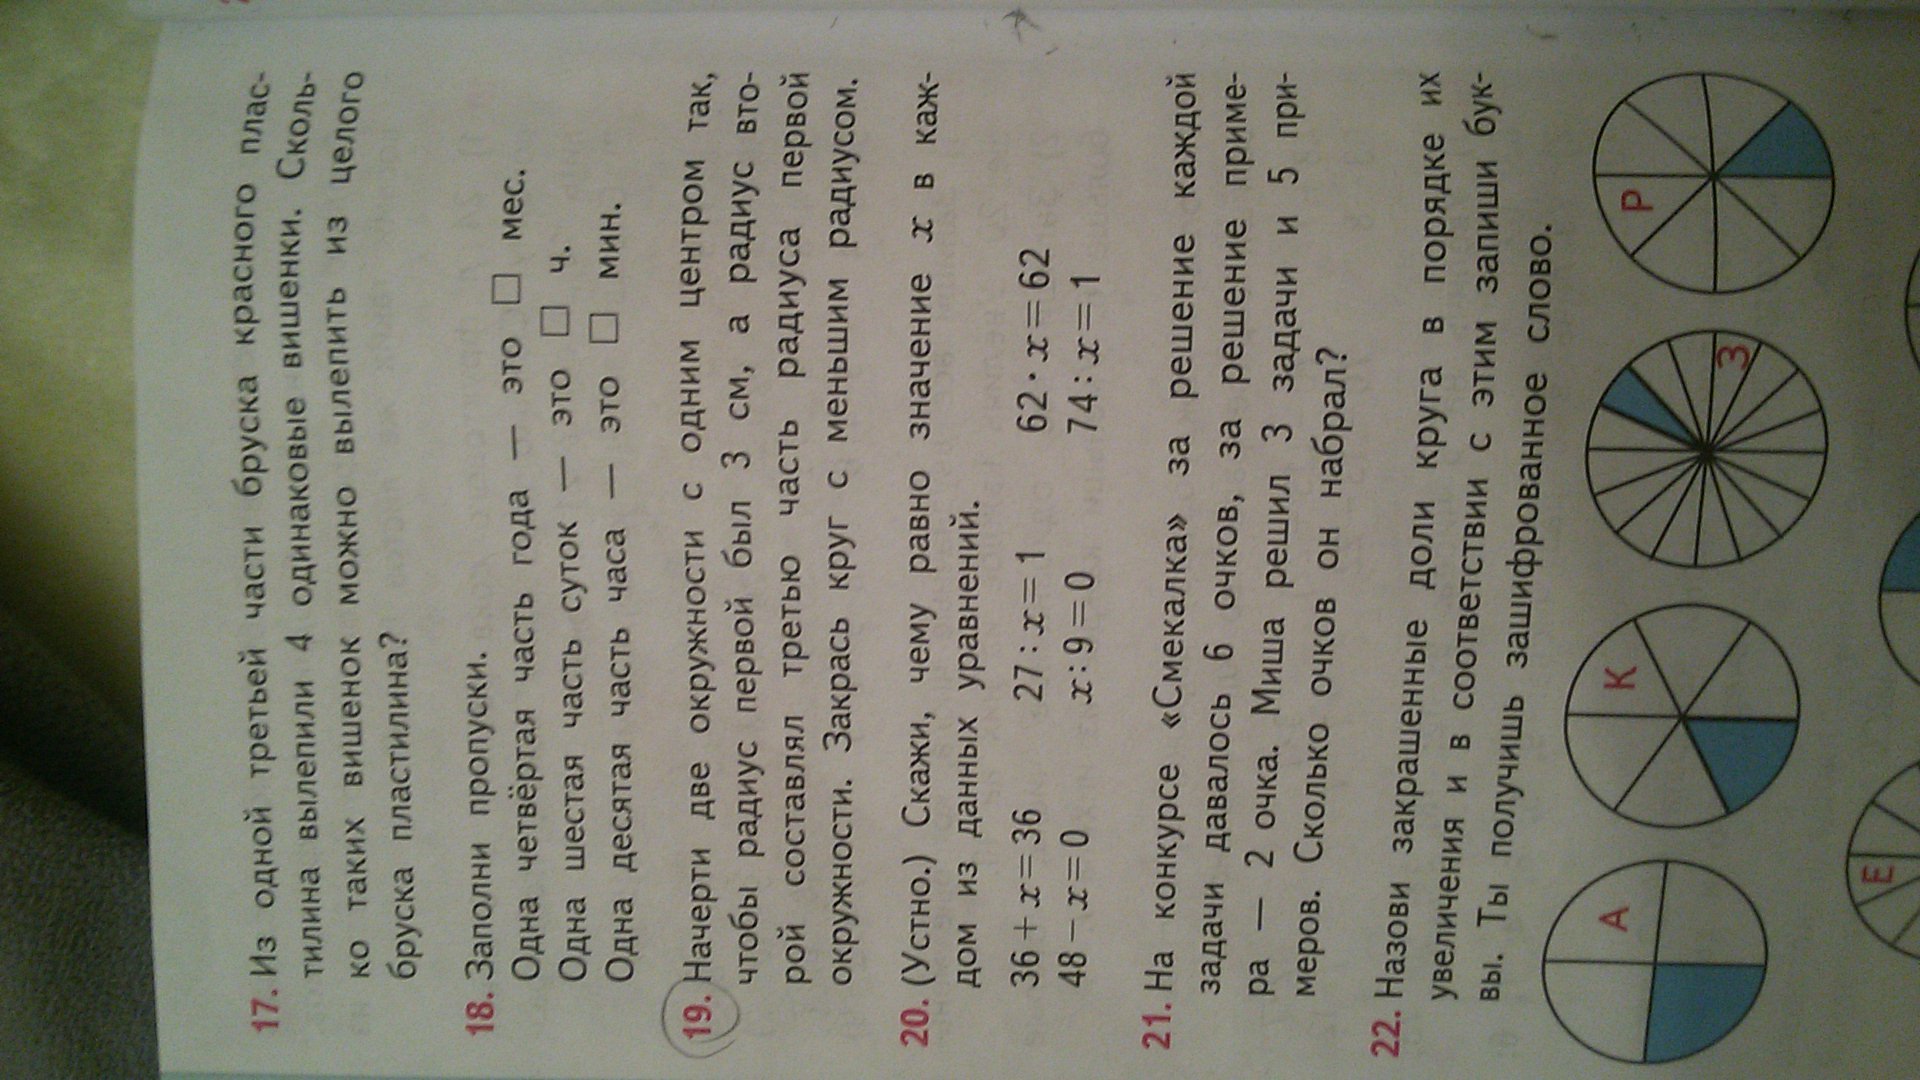 17. Из одной третьей части бруска красного плас-
тилина вылепили 4 одинаковые вишенки. Сколь-
ко таких вишенок можно вылепить из целого
бруска пластилина?
18. Заполни пропуски.
Одна четвёртая часть года — это □ мес.
Одна шестая часть суток — это □ ч.
Одна десятая часть часа — это □ мин.
19. Начерти две окружности с одним центром так,
чтобы радиус первой был 3 см, а радиус вто-
рой составлял третью часть радиуса первой
окружности. Закрась круг с меньшим радиусом.
20. (Устно.) Скажи, чему равно значение x в каж-
дом из данных уравнений.
36 + x = 36 27 : x = 1 62 · x = 62
48 − x = 0 x : 9 = 0 74 : x = 1
21. На конкурсе «Смекалка» за решение каждой
задачи давалось 6 очков, за решение приме-
ра — 2 очка. Миша решил 3 задачи и 5 при-
меров. Сколько очков он набрал?
22. Назови закрашенные доли круга в порядке их
увеличения и в соответствии с этим запиши бук-
вы. Ты получишь зашифрованное слово.
А К З Р
Е